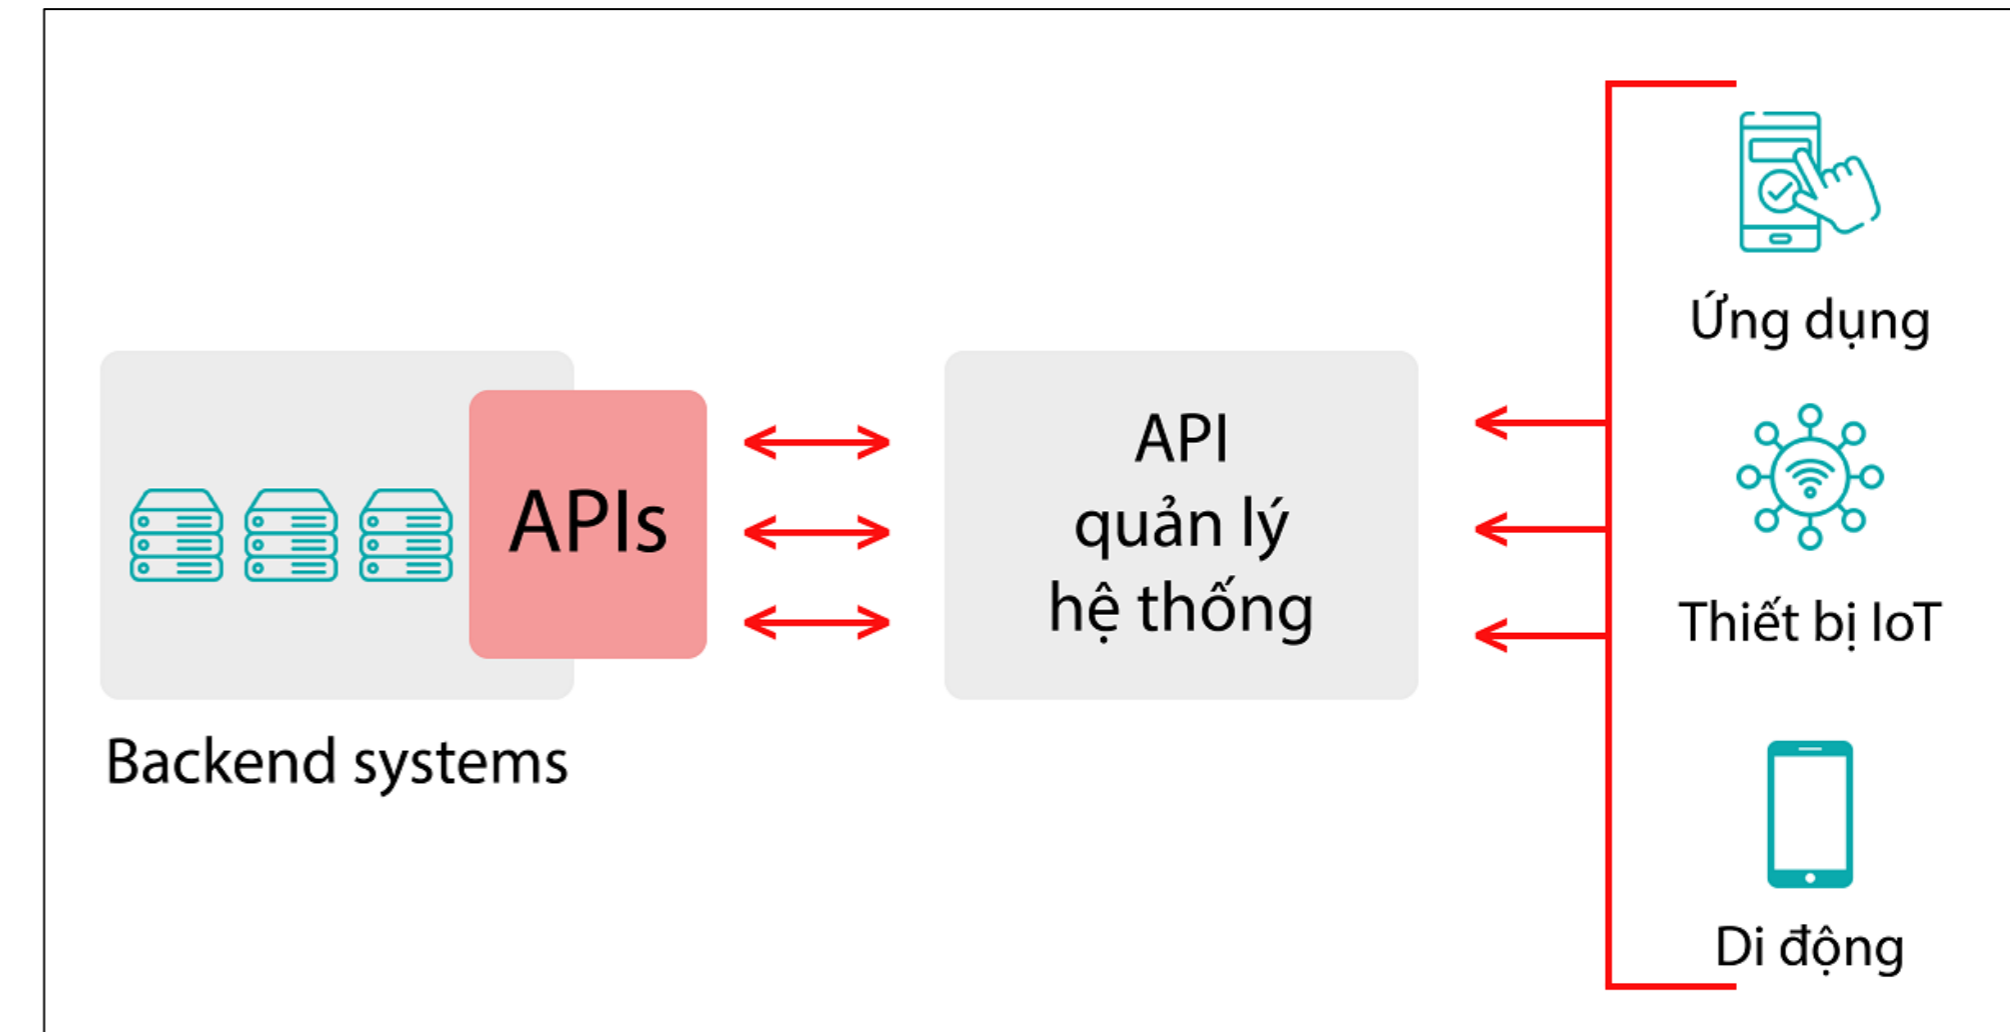 APIs
Backend systems
API
quản lý
hệ thống
Ứng dụng
Thiết bị IoT
Di động